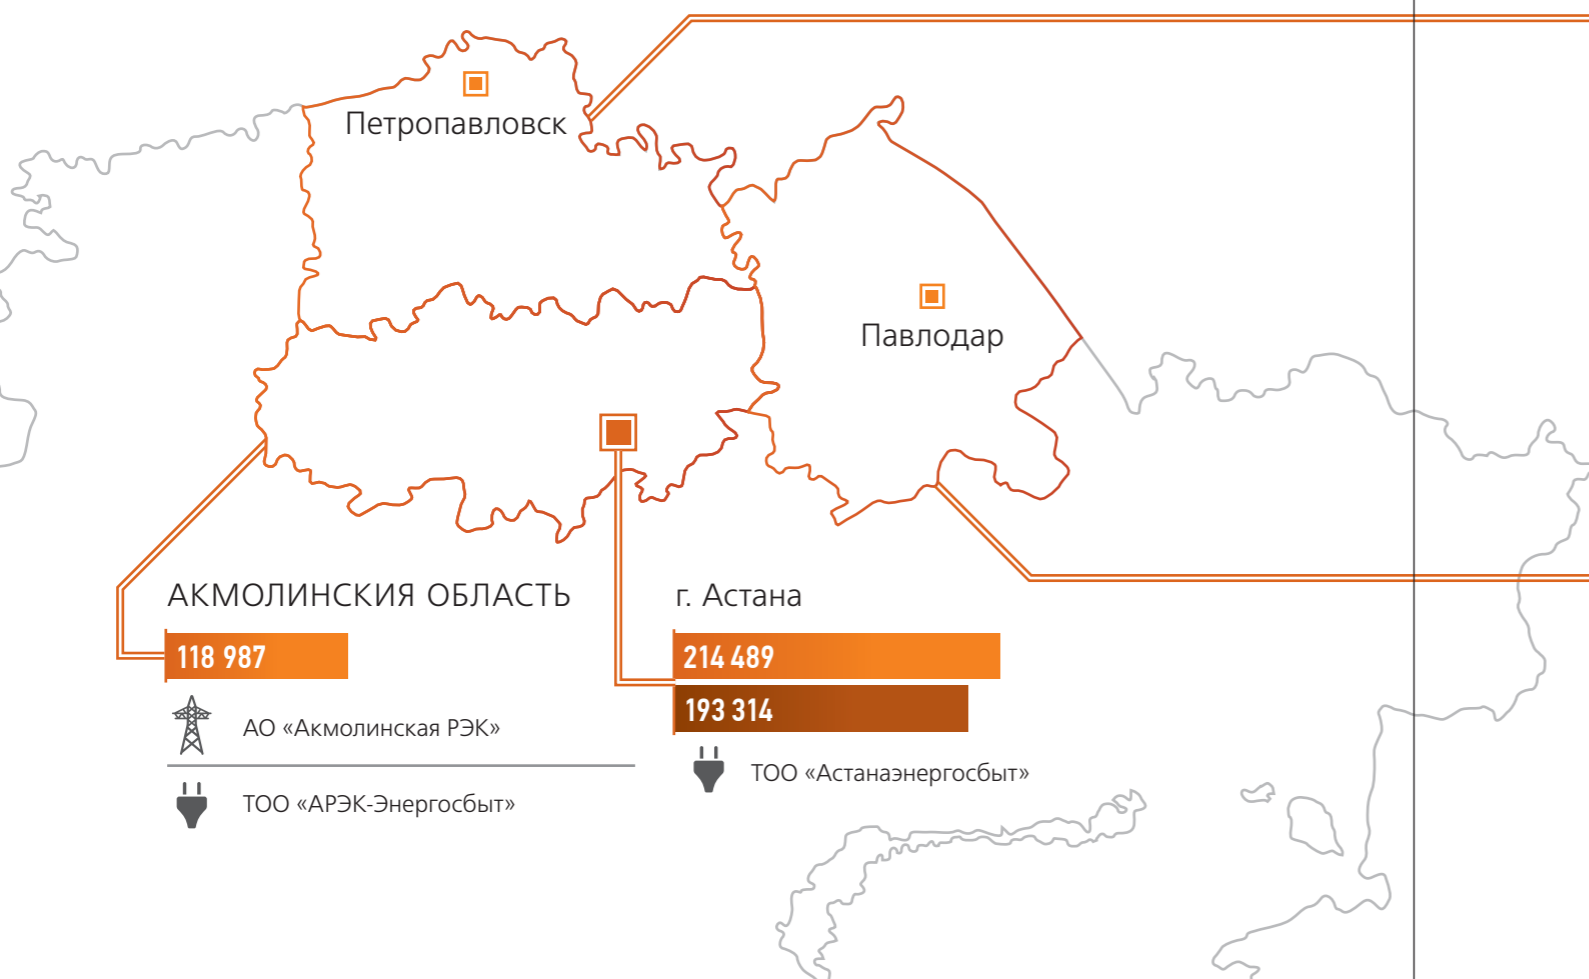 Петропавловск
Павлодар
АКМОЛИНСКИЯ ОБЛАСТЬ
118 987
АО «Акмолинская РЭК»
ТОО «АРЭК-Энергосбыт»
г. Астана
214 489
193 314
ТОО «Астанаэнергосбыт»